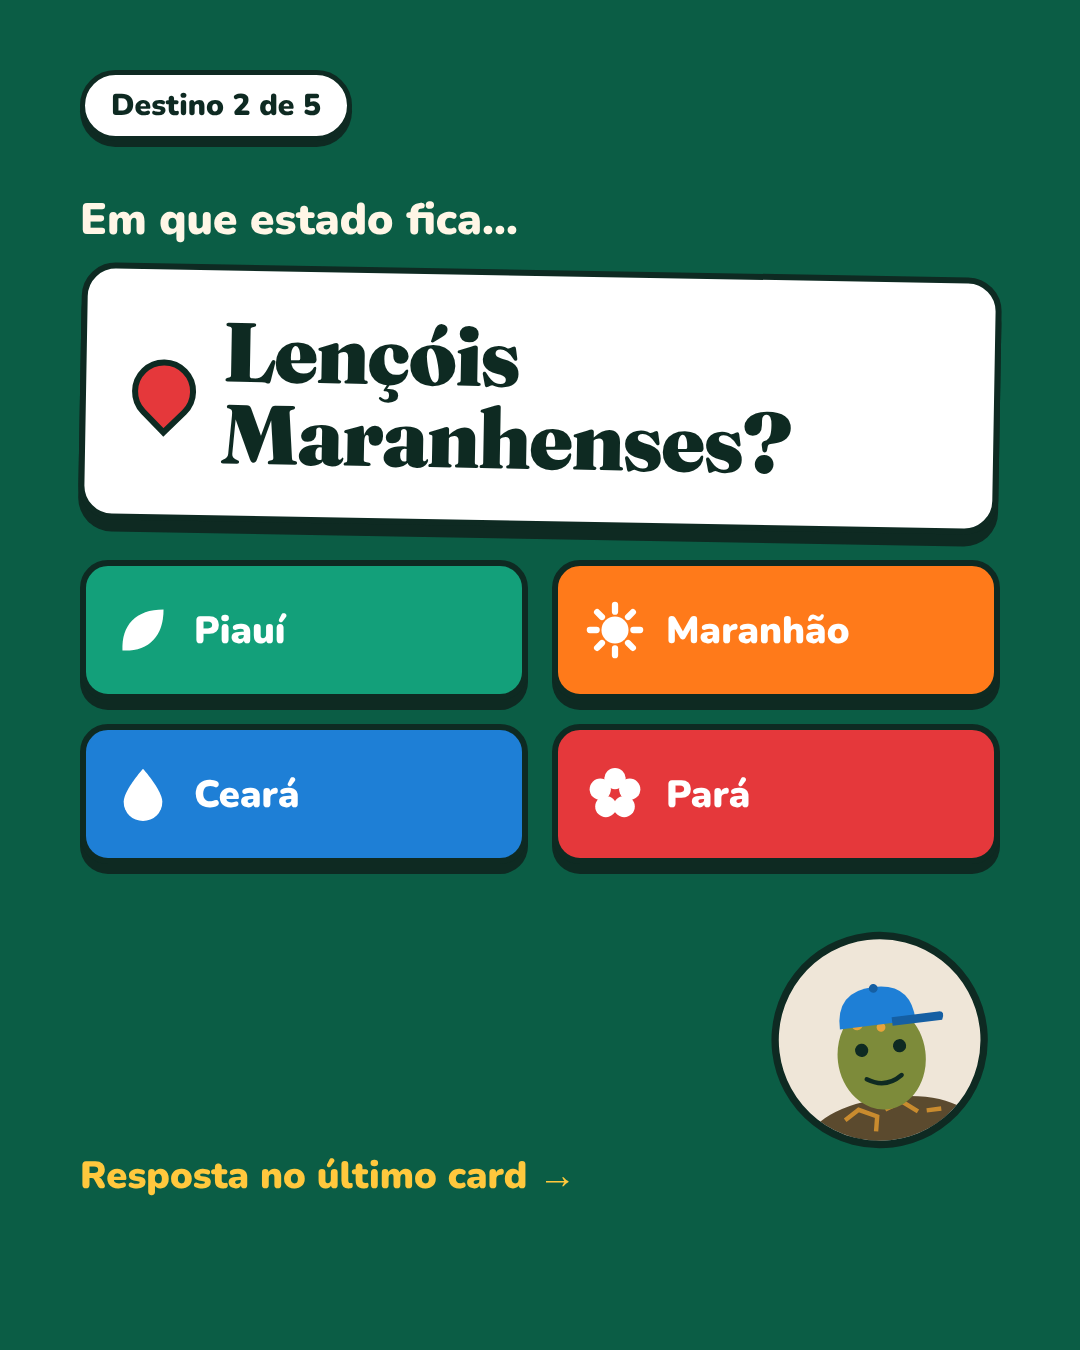 Destino 2 de 5
Em que estado fica...
Lençóis
Maranhenses?
Piauí
Maranhão
Ceará
Pará
Resposta no último card →